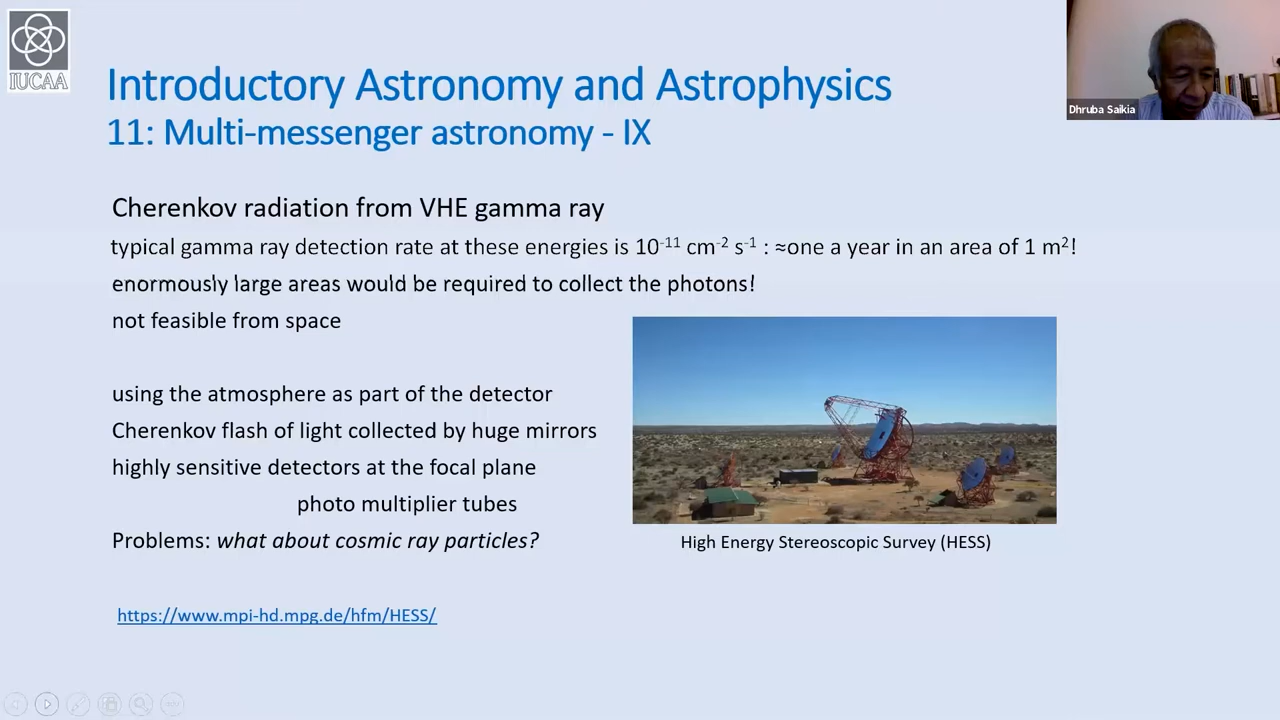 IUCAA
Introductory Astronomy and Astrophysics
11: Multi-messenger astronomy - IX
Dhruba Saikia
Cherenkov radiation from VHE gamma ray
typical gamma ray detection rate at these energies is 10⁻¹¹ cm⁻² s⁻¹ : ≈one a year in an area of 1 m²!
enormously large areas would be required to collect the photons!
not feasible from space
using the atmosphere as part of the detector
Cherenkov flash of light collected by huge mirrors
highly sensitive detectors at the focal plane
photo multiplier tubes
Problems: what about cosmic ray particles?
High Energy Stereoscopic Survey (HESS)
https://www.mpi-hd.mpg.de/hfm/HESS/